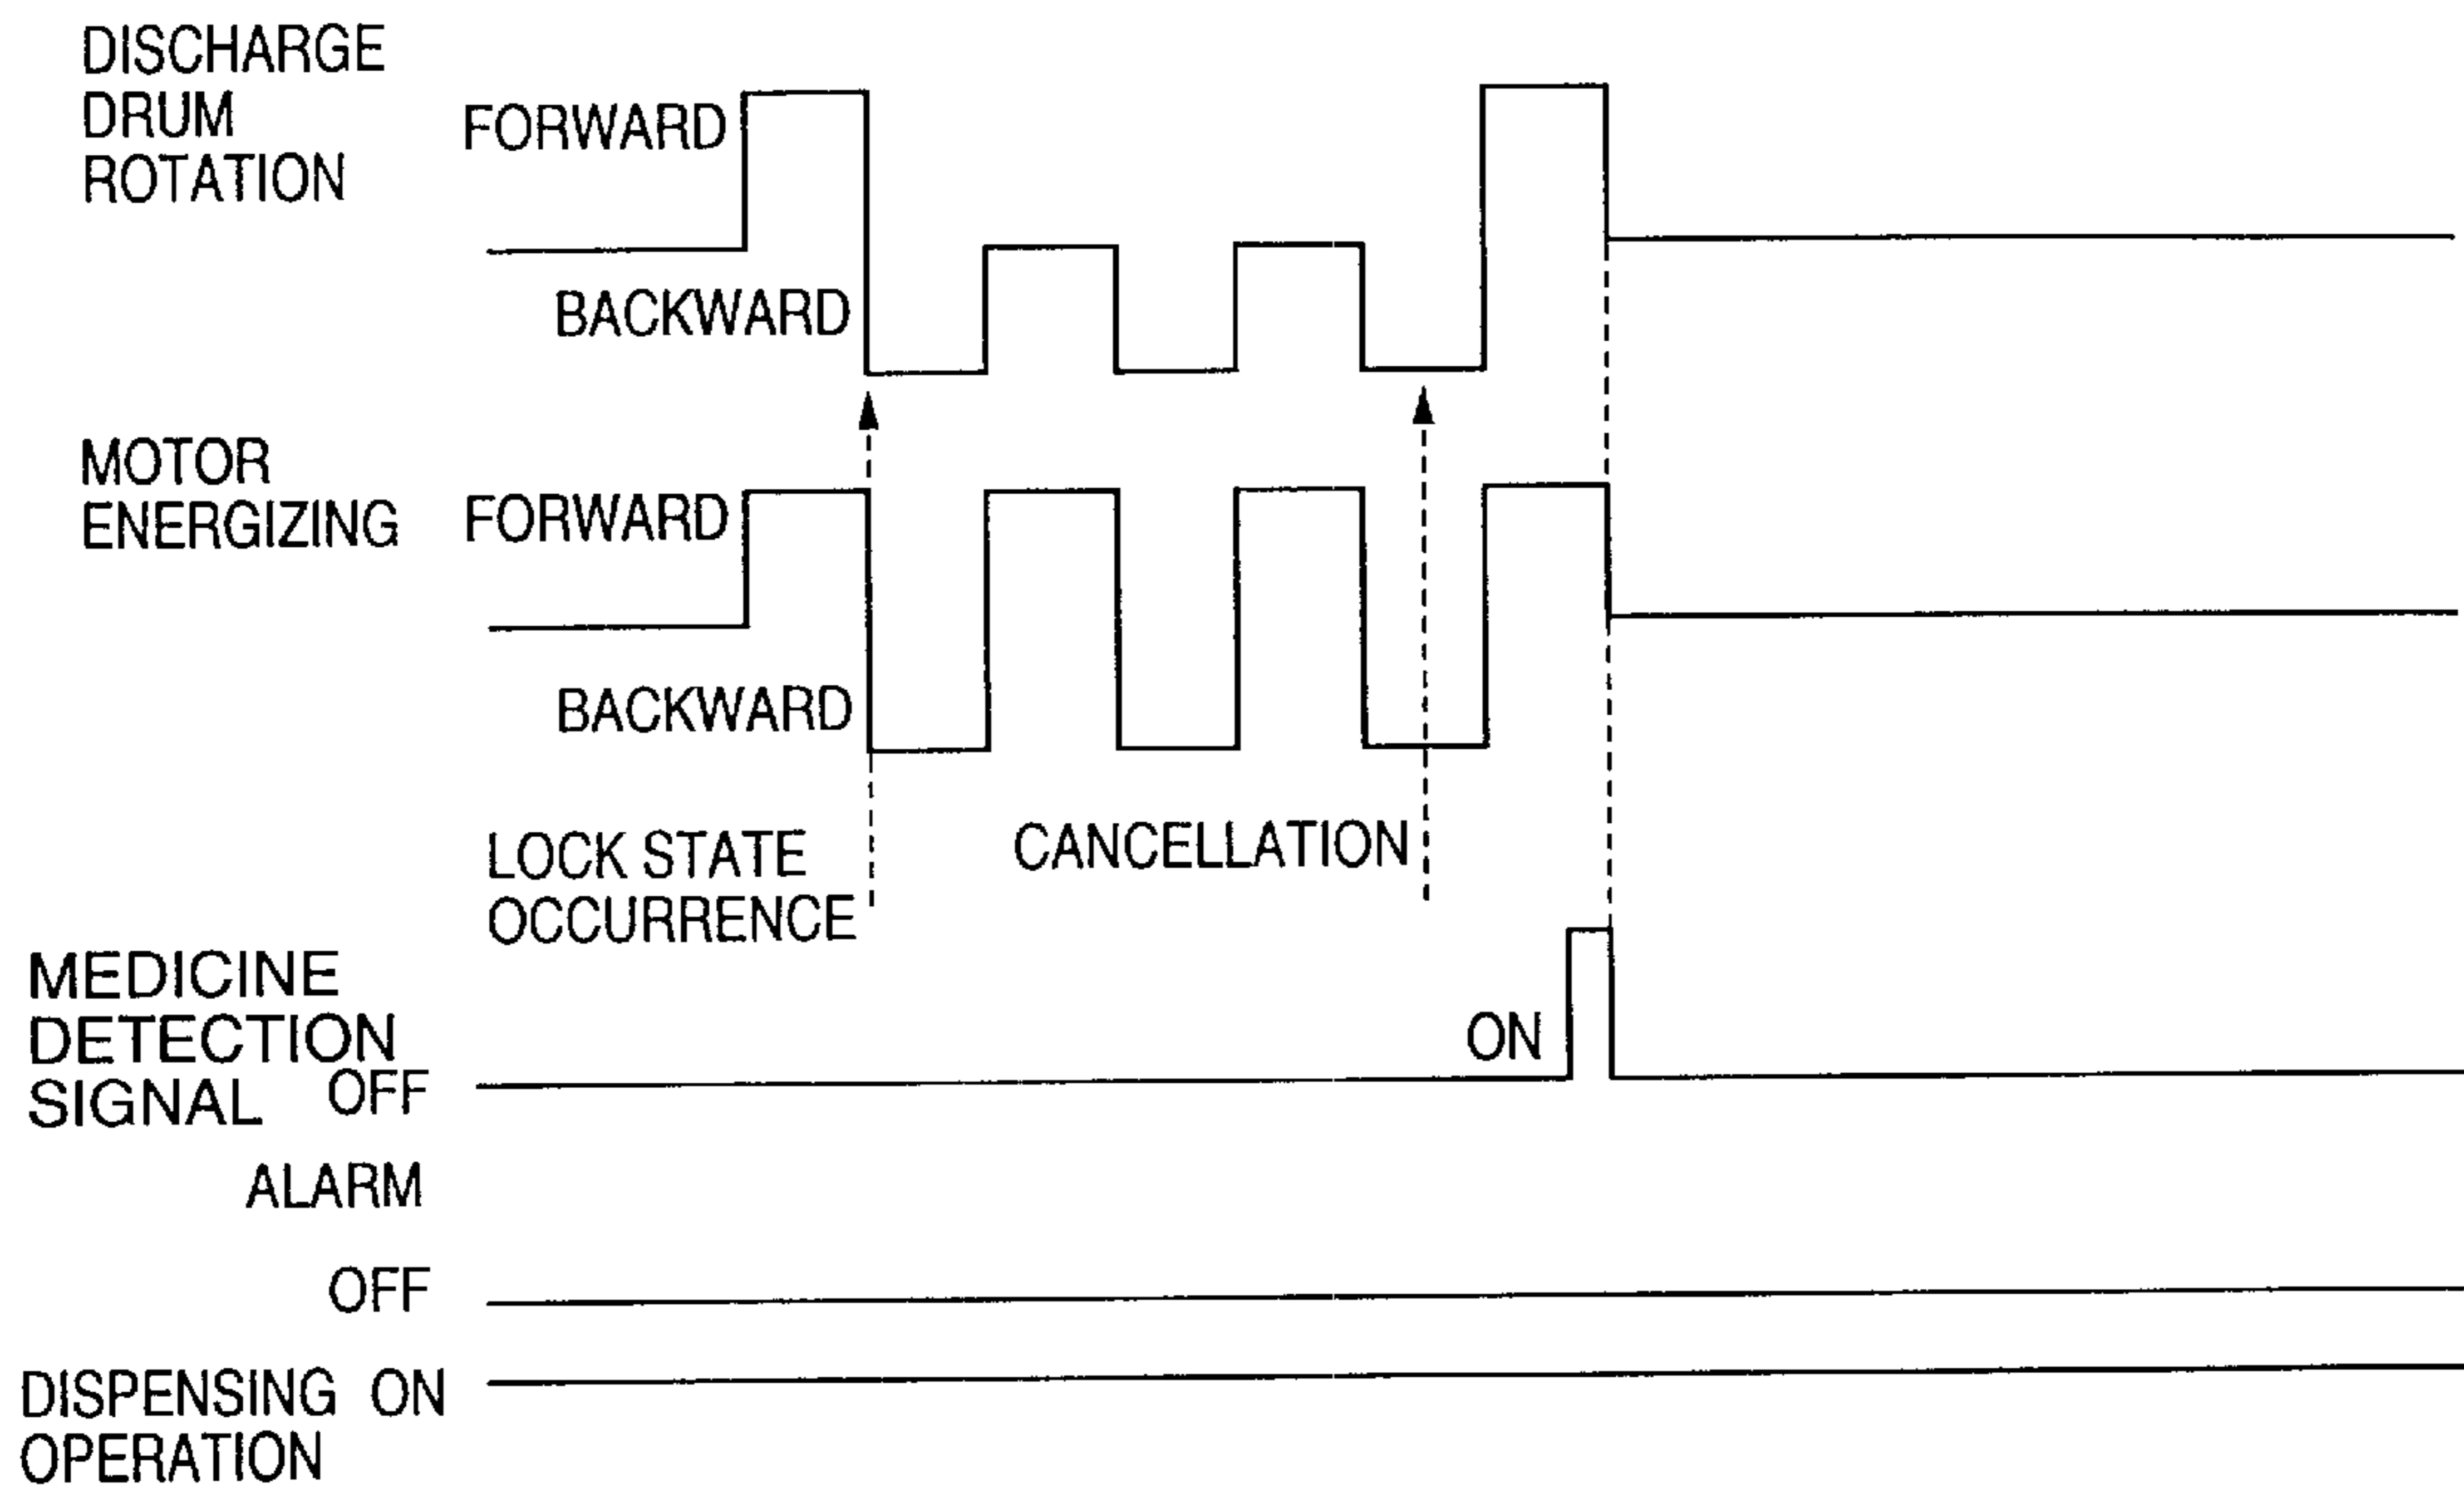 DISCHARGE
DRUM
ROTATION
FORWARD
BACKWARD
MOTOR
ENERGIZING
FORWARD
BACKWARD
LOCK STATE
OCCURRENCE
CANCELLATION
MEDICINE
DETECTION
SIGNAL OFF
ON
ALARM
OFF
DISPENSING ON
OPERATION